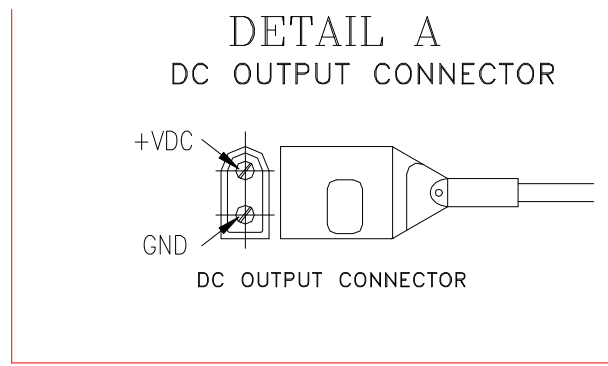 DETAIL A
DC OUTPUT CONNECTOR
+VDC
GND
DC OUTPUT CONNECTOR